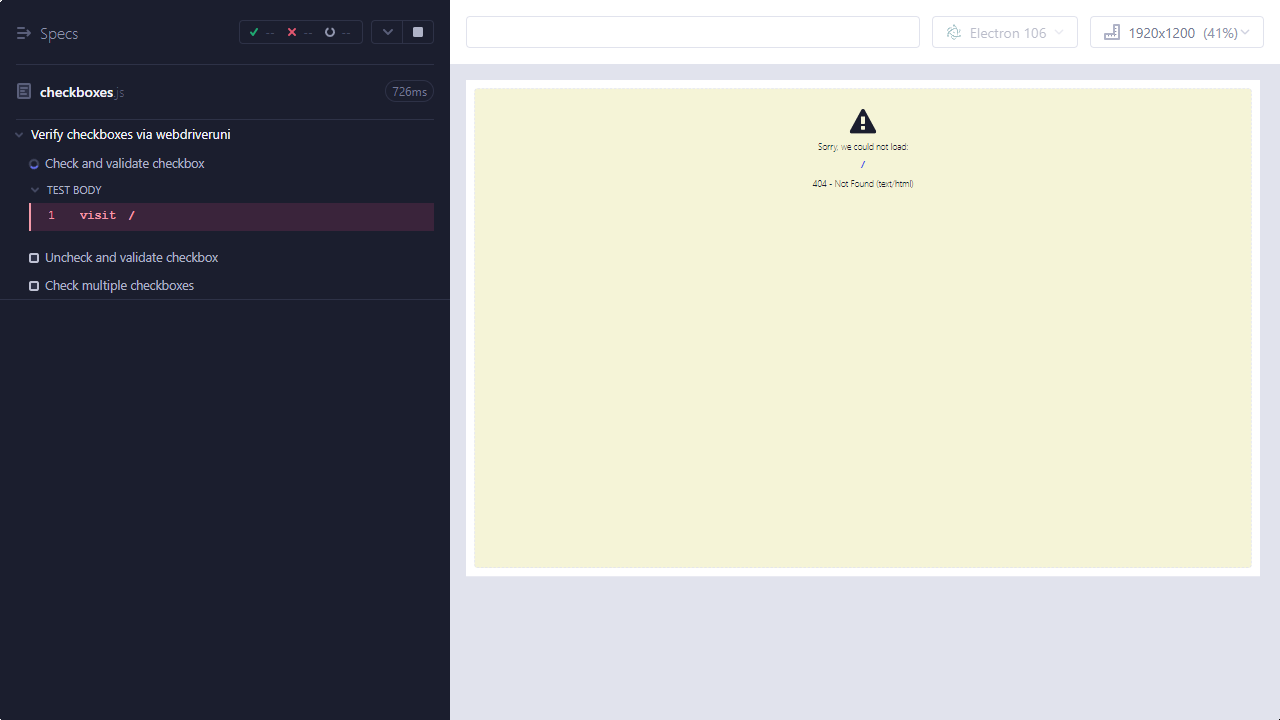 Specs
-- -- --
Electron 106
1920x1200 (41%)
checkboxes.js
726ms
Verify checkboxes via webdriveruni
Check and validate checkbox
TEST BODY
1 visit /
Uncheck and validate checkbox
Check multiple checkboxes
Sorry, we could not load:
/
404 - Not Found (text/html)